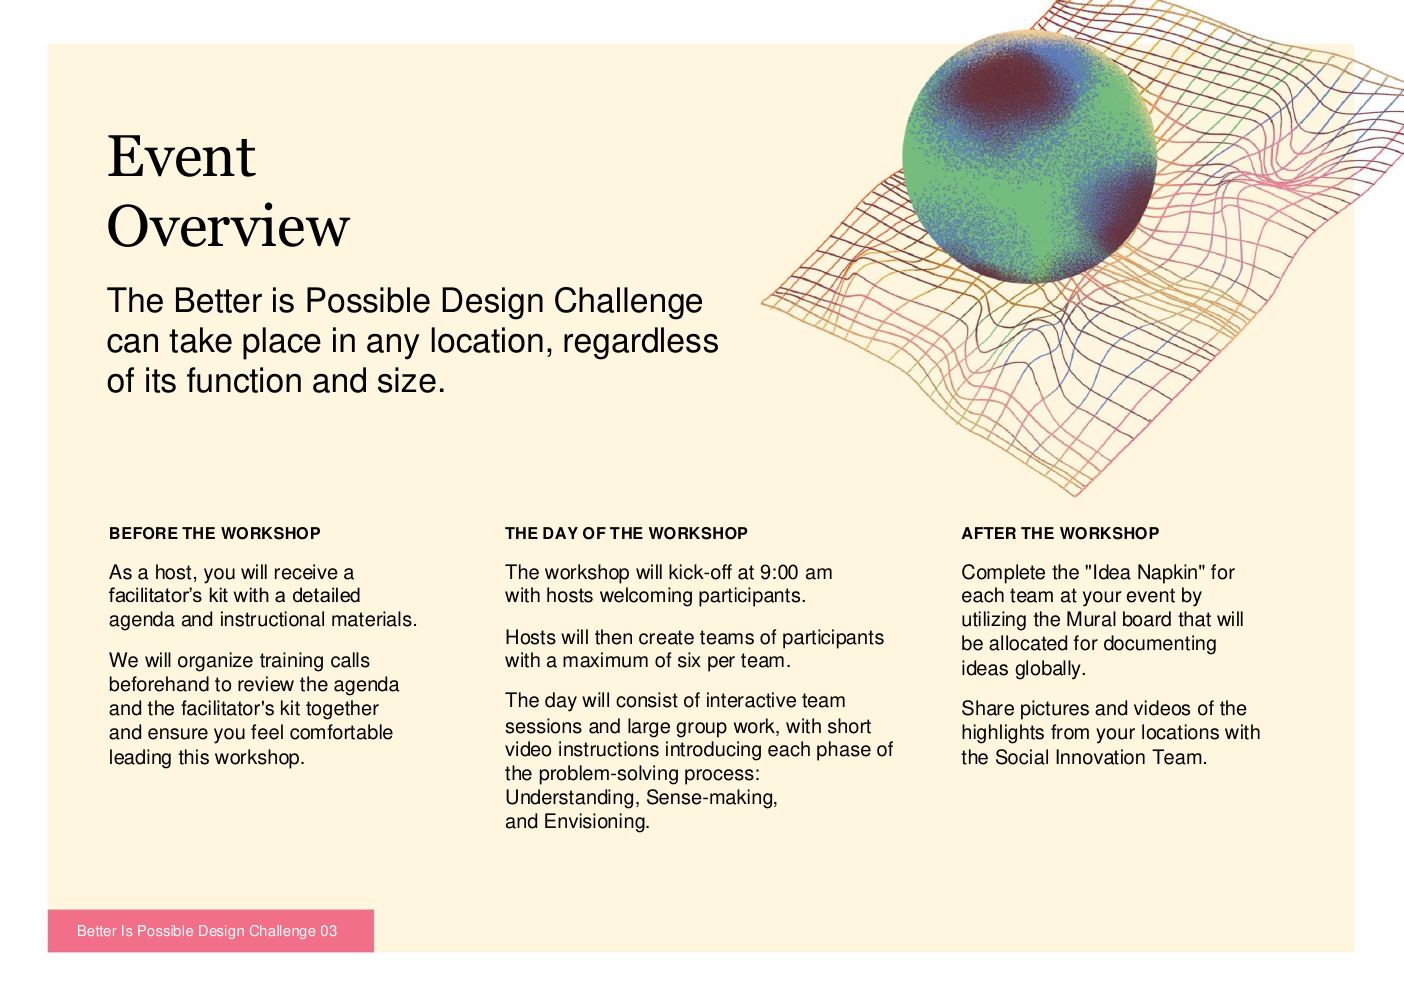 Event
Overview
The Better is Possible Design Challenge
can take place in any location, regardless
of its function and size.
BEFORE THE WORKSHOP
As a host, you will receive a
facilitator’s kit with a detailed
agenda and instructional materials.
We will organize training calls
beforehand to review the agenda
and the facilitator's kit together
and ensure you feel comfortable
leading this workshop.
THE DAY OF THE WORKSHOP
The workshop will kick-off at 9:00 am
with hosts welcoming participants.
Hosts will then create teams of participants
with a maximum of six per team.
The day will consist of interactive team
sessions and large group work, with short
video instructions introducing each phase of
the problem-solving process:
Understanding, Sense-making,
and Envisioning.
AFTER THE WORKSHOP
Complete the "Idea Napkin" for
each team at your event by
utilizing the Mural board that will
be allocated for documenting
ideas globally.
Share pictures and videos of the
highlights from your locations with
the Social Innovation Team.
Better Is Possible Design Challenge 03